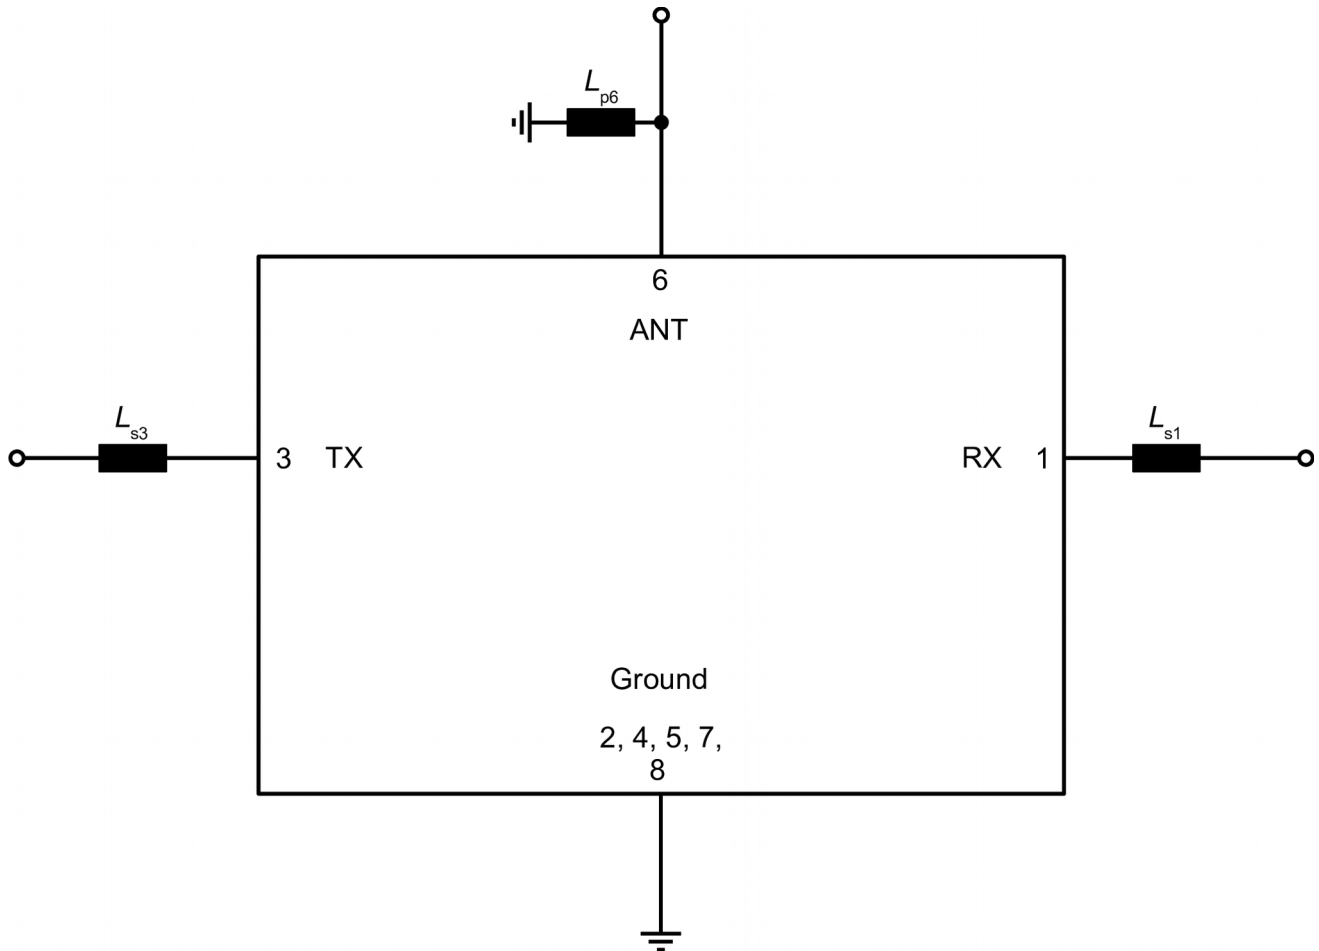 Lp6
6
ANT
Ls3
Ls1
3 TX
RX 1
Ground
2, 4, 5, 7,
8